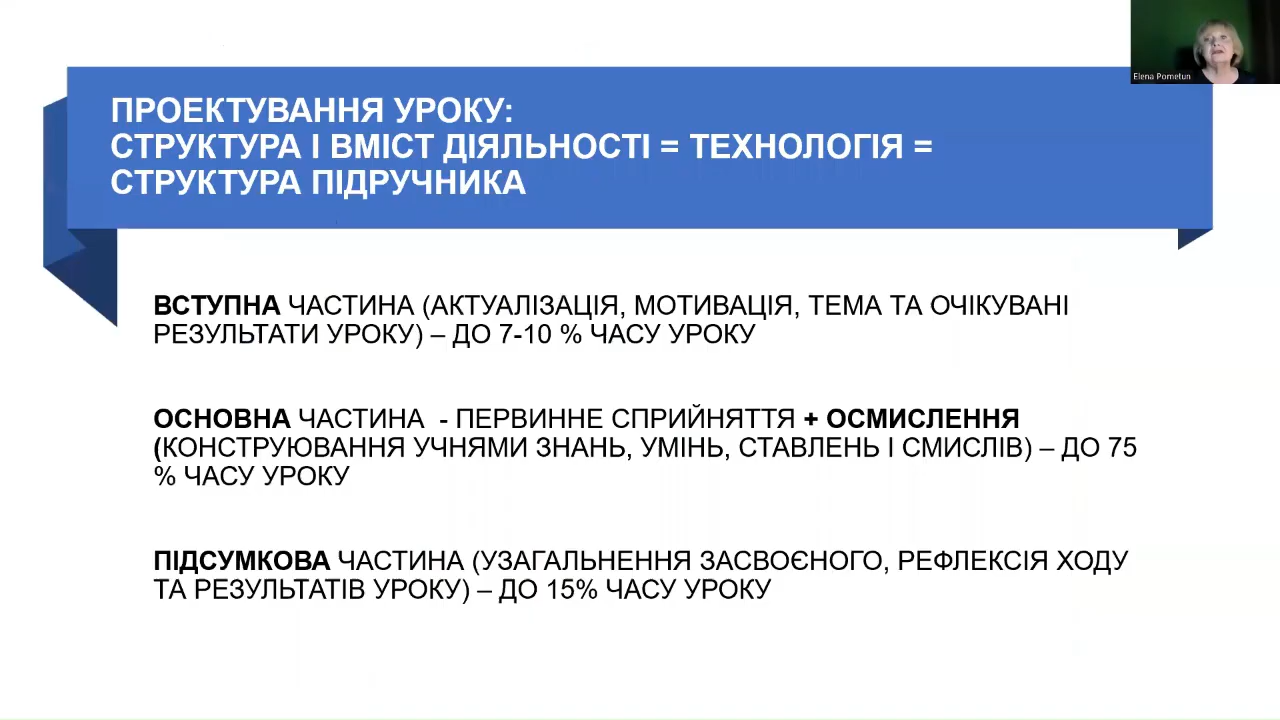 Elena Pometun
ПРОЕКТУВАННЯ УРОКУ:
СТРУКТУРА І ВМІСТ ДІЯЛЬНОСТІ = ТЕХНОЛОГІЯ =
СТРУКТУРА ПІДРУЧНИКА
ВСТУПНА ЧАСТИНА (АКТУАЛІЗАЦІЯ, МОТИВАЦІЯ, ТЕМА ТА ОЧІКУВАНІ
РЕЗУЛЬТАТИ УРОКУ) – ДО 7-10 % ЧАСУ УРОКУ
ОСНОВНА ЧАСТИНА - ПЕРВИННЕ СПРИЙНЯТТЯ + ОСМИСЛЕННЯ
(КОНСТРУЮВАННЯ УЧНЯМИ ЗНАНЬ, УМІНЬ, СТАВЛЕНЬ І СМИСЛІВ) – ДО 75
% ЧАСУ УРОКУ
ПІДСУМКОВА ЧАСТИНА (УЗАГАЛЬНЕННЯ ЗАСВОЄНОГО, РЕФЛЕКСІЯ ХОДУ
ТА РЕЗУЛЬТАТІВ УРОКУ) – ДО 15% ЧАСУ УРОКУ